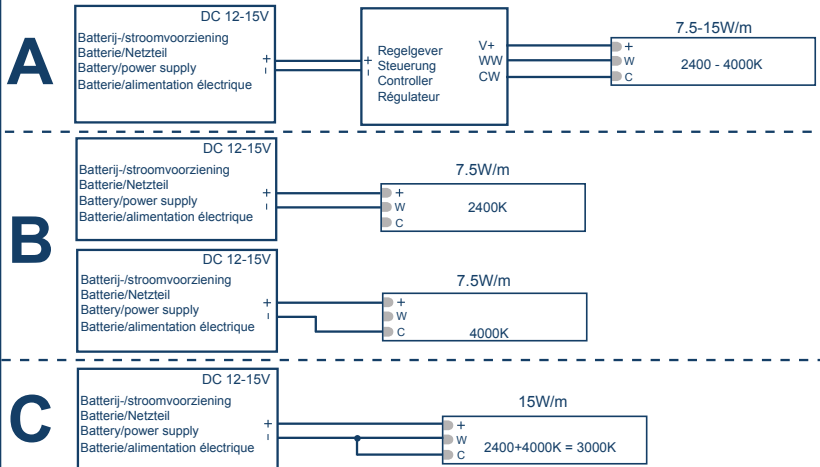 A
DC 12-15V
Batterij-/stroomvoorziening
Batterie/Netzteil
Battery/power supply
Batterie/alimentation électrique
+
-
+
-
Regelgever
Steuerung
Controller
Régulateur
V+
WW
CW
7.5-15W/m
+
W
C
2400 - 4000K
B
DC 12-15V
Batterij-/stroomvoorziening
Batterie/Netzteil
Battery/power supply
Batterie/alimentation électrique
+
-
7.5W/m
+
W
C
2400K
DC 12-15V
Batterij-/stroomvoorziening
Batterie/Netzteil
Battery/power supply
Batterie/alimentation électrique
+
-
7.5W/m
+
W
C
4000K
C
DC 12-15V
Batterij-/stroomvoorziening
Batterie/Netzteil
Battery/power supply
Batterie/alimentation électrique
+
-
15W/m
+
W
C
2400+4000K = 3000K